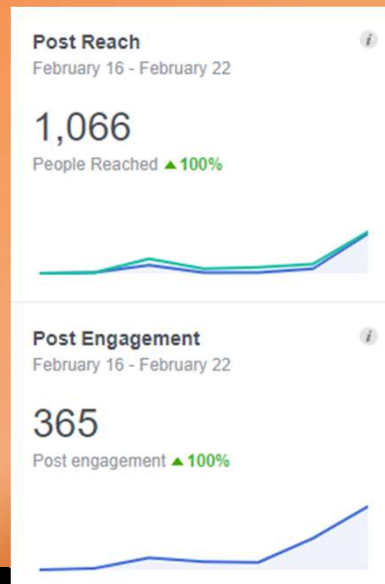 Post Reach
February 16 - February 22
1,066
People Reached ▲100%
Post Engagement
February 16 - February 22
365
Post engagement ▲100%